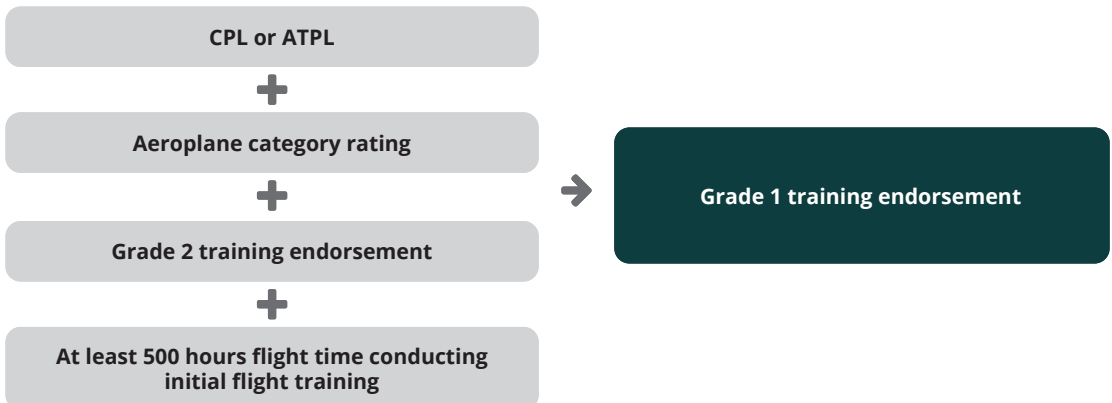 CPL or ATPL
Aeroplane category rating
Grade 2 training endorsement
At least 500 hours flight time conducting
initial flight training
Grade 1 training endorsement